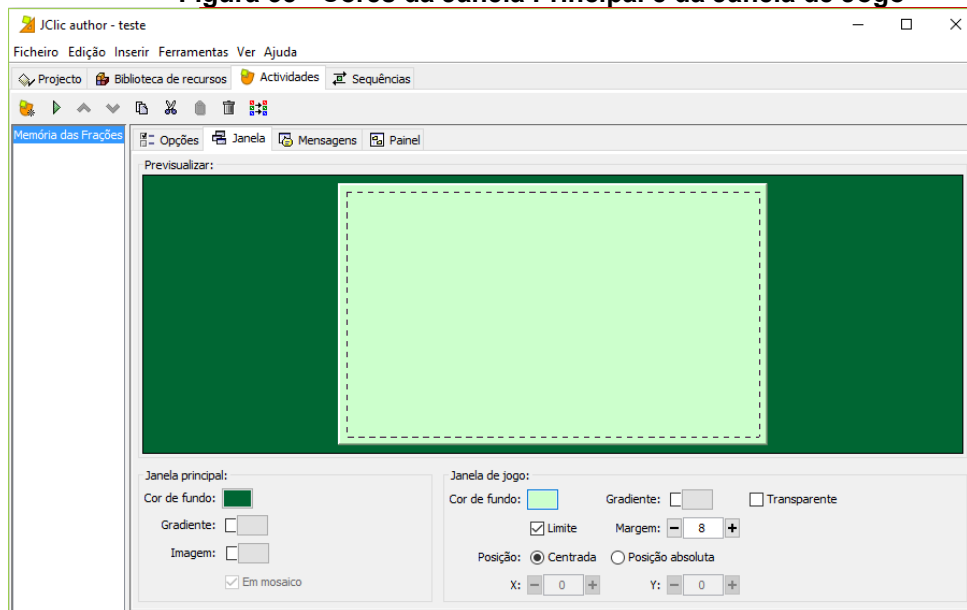 JClic author - teste
Ficheiro Edição Inserir Ferramentas Ver Ajuda
Projecto Biblioteca de recursos Actividades Sequências
Memória das Frações
Opções Janela Mensagens Painel
Previsualizar:
Janela principal:
Cor de fundo:
Gradiente:
Imagem:
Em mosaico
Janela de jogo:
Cor de fundo: Gradiente: Transparente
Limite Margem: 8
Posição: Centrada Posição absoluta
X: 0 Y: 0